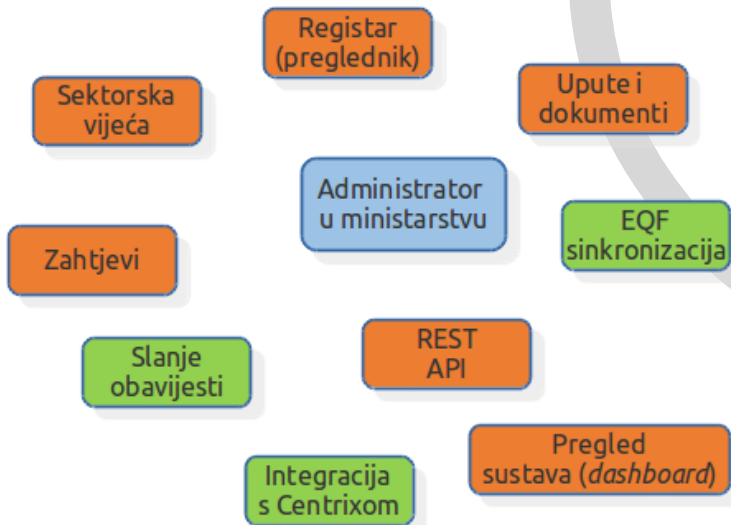 Registar
(preglednik)
Sektorska
vijeća
Upute i
dokumenti
Administrator
u ministarstvu
EQF
sinkronizacija
Zahtjevi
REST
API
Slanje
obavijesti
Pregled
sustava (dashboard)
Integracija
s Centrixom